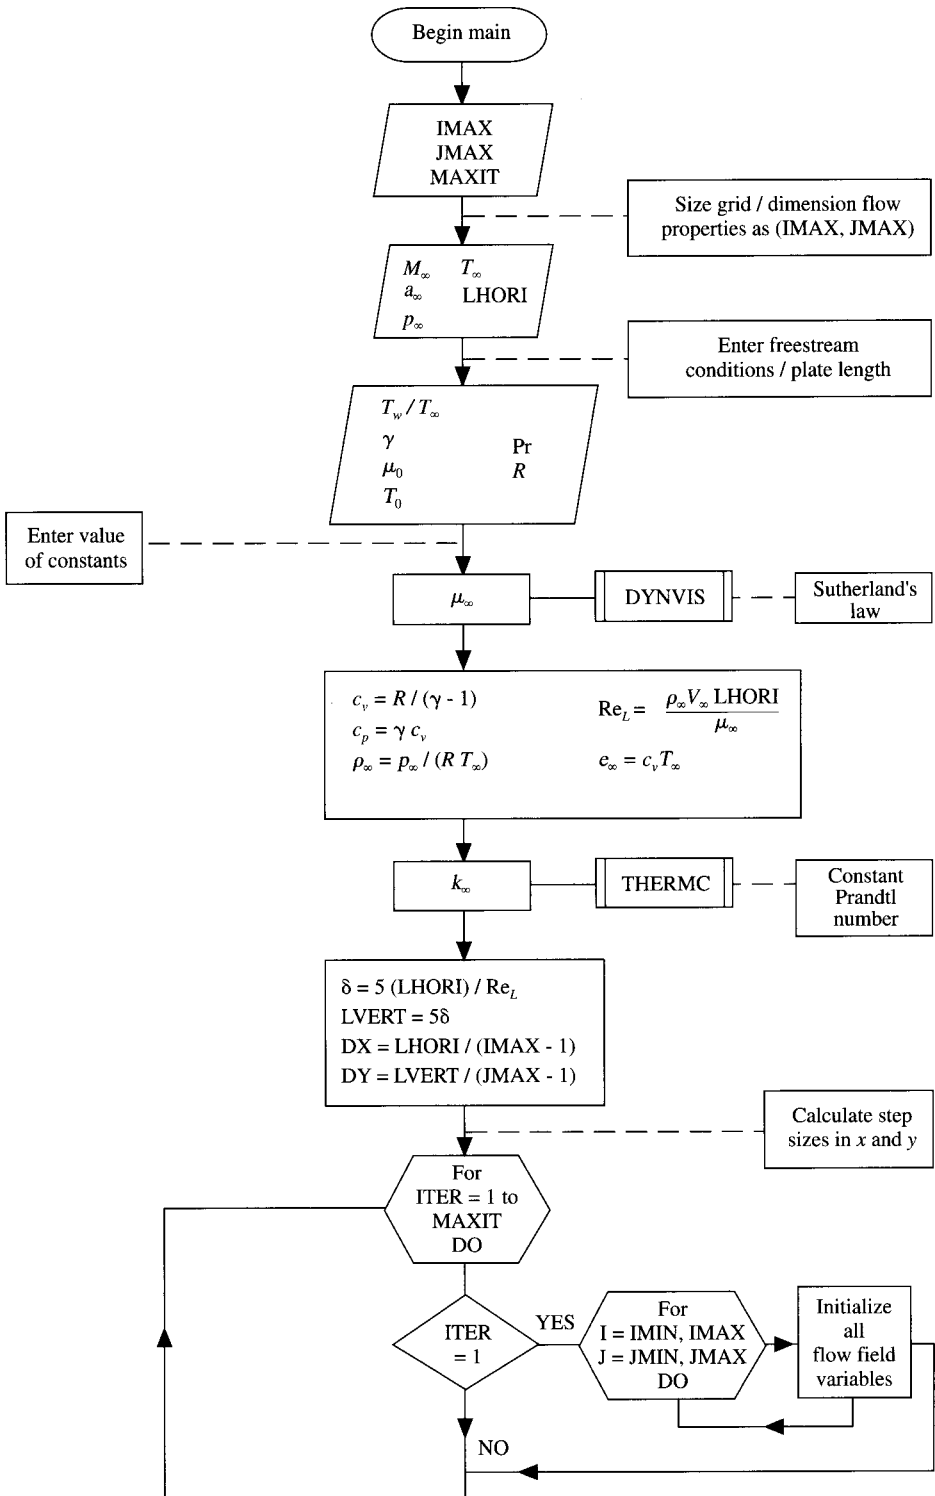 Begin main
IMAX
JMAX
MAXIT
Size grid / dimension flow
properties as (IMAX, JMAX)
M∞ T∞
a∞ LHORI
p∞
Enter freestream
conditions / plate length
Tw / T∞
γ Pr
μ0 R
T0
Enter value
of constants
μ∞
DYNVIS
Sutherland's
law
cv = R / (γ - 1)
cp = γ cv
ρ∞ = p∞ / (R T∞)
ReL = ρ∞V∞ LHORI / μ∞
e∞ = cvT∞
k∞
THERMC
Constant
Prandtl
number
δ = 5 (LHORI) / ReL
LVERT = 5δ
DX = LHORI / (IMAX - 1)
DY = LVERT / (JMAX - 1)
Calculate step
sizes in x and y
For
ITER = 1 to
MAXIT
DO
ITER
= 1
YES
For
I = IMIN, IMAX
J = JMIN, JMAX
DO
Initialize
all
flow field
variables
NO